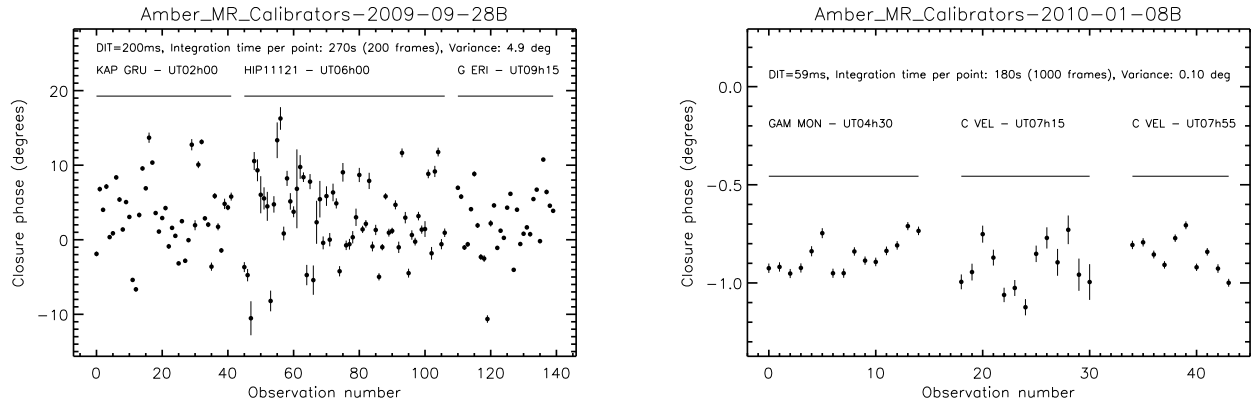 Amber_MR_Calibrators-2009-09-28B
DIT=200ms, Integration time per point: 270s (200 frames), Variance: 4.9 deg
KAP GRU - UT02h00 HIP11121 - UT06h00 G ERI - UT09h15
Closure phase (degrees)
20
10
0
-10
0 20 40 60 80 100 120 140
Observation number
Amber_MR_Calibrators-2010-01-08B
DIT=59ms, Integration time per point: 180s (1000 frames), Variance: 0.10 deg
GAM MON - UT04h30 C VEL - UT07h15 C VEL - UT07h55
Closure phase (degrees)
0.0
-0.5
-1.0
0 10 20 30 40
Observation number